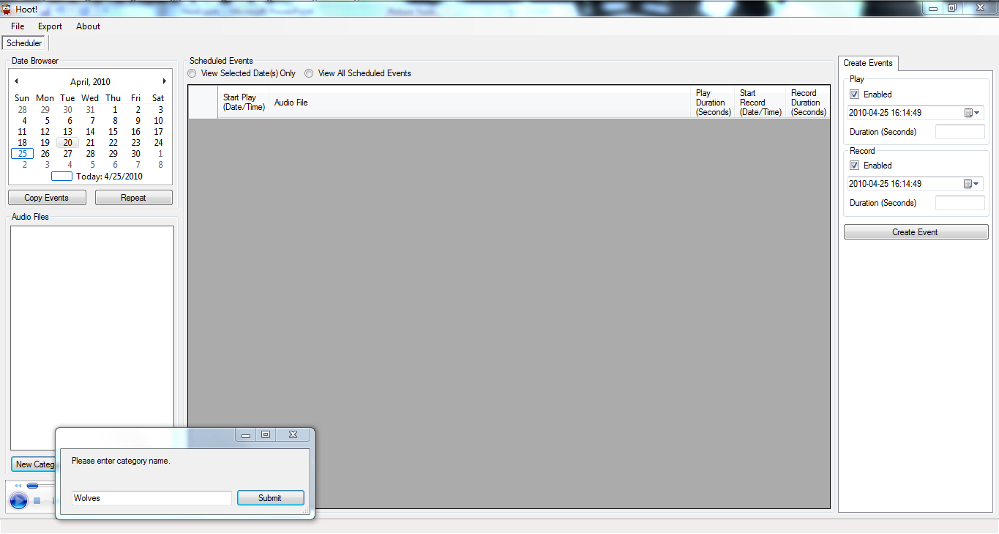 Hoot!
File Export About
Scheduler
Date Browser
April, 2010
Sun Mon Tue Wed Thu Fri Sat
28 29 30 31 1 2 3
4 5 6 7 8 9 10
11 12 13 14 15 16 17
18 19 20 21 22 23 24
25 26 27 28 29 30 1
2 3 4 5 6 7 8
Today: 4/25/2010
Copy Events Repeat
Audio Files
New Categ
Scheduled Events
View Selected Date(s) Only View All Scheduled Events
Start Play (Date/Time)
Audio File
Play Duration (Seconds)
Start Record (Date/Time)
Record Duration (Seconds)
Create Events
Play
Enabled
2010-04-25 16:14:49
Duration (Seconds)
Record
Enabled
2010-04-25 16:14:49
Duration (Seconds)
Create Event
Please enter category name.
Wolves
Submit